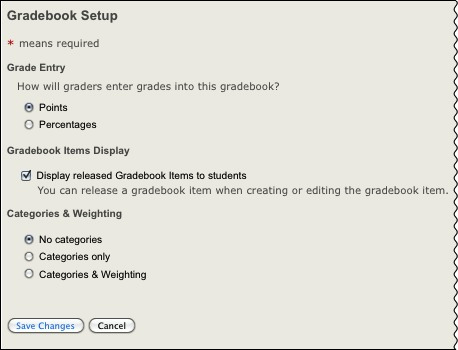 Gradebook Setup
* means required
Grade Entry
How will graders enter grades into this gradebook?
Points
Percentages
Gradebook Items Display
Display released Gradebook Items to students
You can release a gradebook item when creating or editing the gradebook item.
Categories & Weighting
No categories
Categories only
Categories & Weighting
Save Changes Cancel